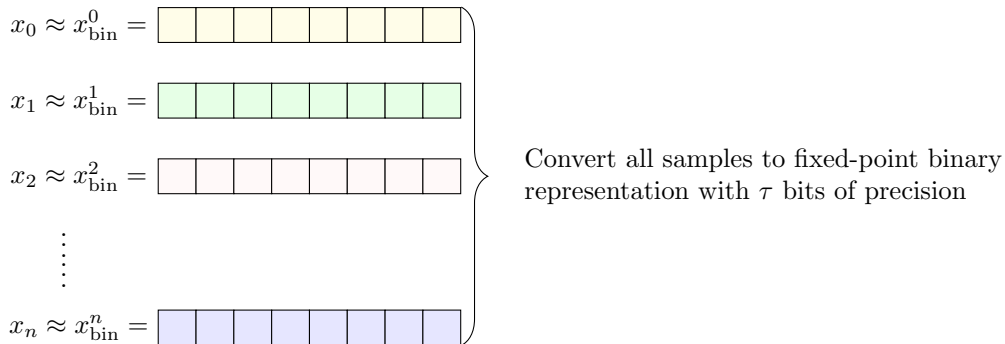 x_0 ≈ x_bin^0 =
x_1 ≈ x_bin^1 =
x_2 ≈ x_bin^2 =
Convert all samples to fixed-point binary
representation with τ bits of precision
x_n ≈ x_bin^n =